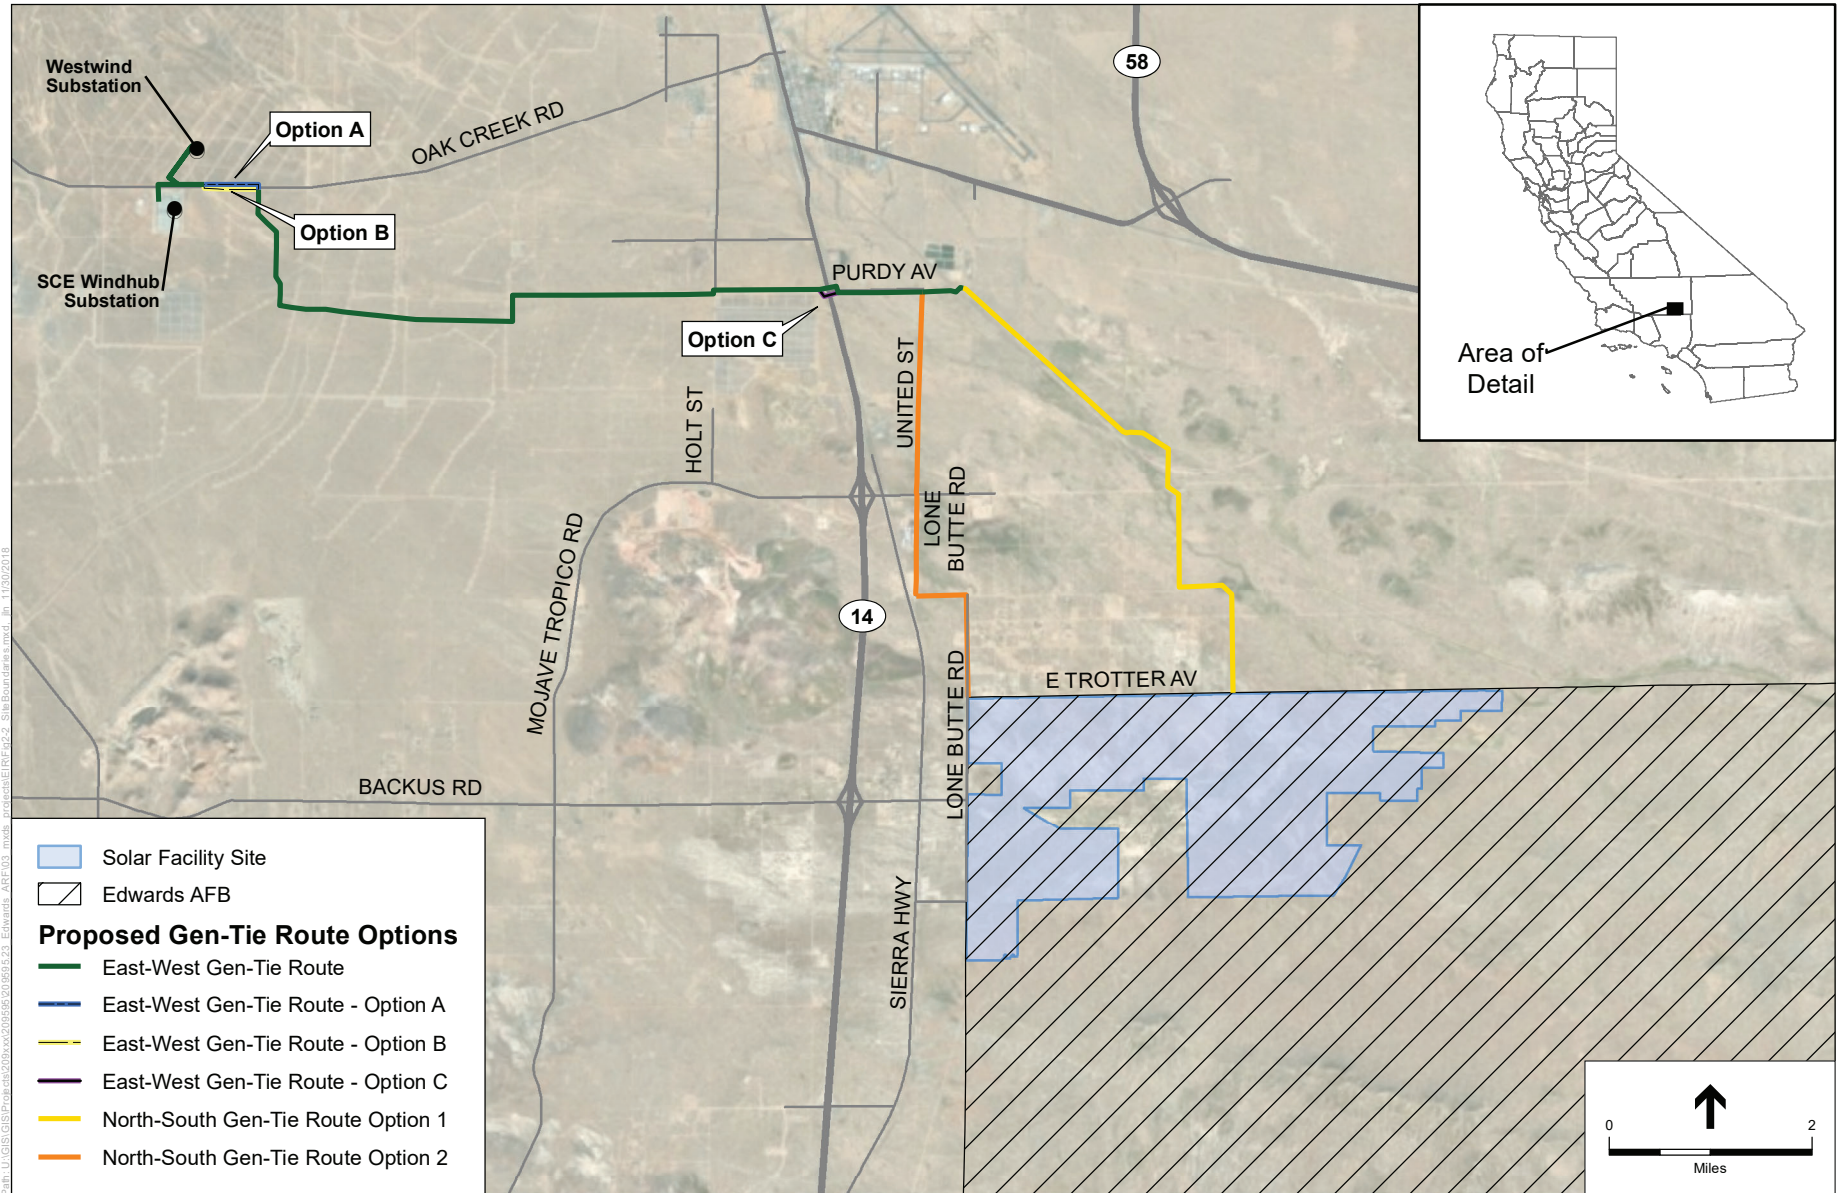 Westwind
Substation
Option A
OAK CREEK RD
58
Option B
SCE Windhub
Substation
PURDY AV
Option C
UNITED ST
HOLT ST
LONE
BUTTE RD
MOJAVE TROPICO RD
14
E TROTTER AV
LONE BUTTE RD
BACKUS RD
SIERRA HWY
Area of
Detail
Solar Facility Site
Edwards AFB
Proposed Gen-Tie Route Options
East-West Gen-Tie Route
East-West Gen-Tie Route - Option A
East-West Gen-Tie Route - Option B
East-West Gen-Tie Route - Option C
North-South Gen-Tie Route Option 1
North-South Gen-Tie Route Option 2
0 2
Miles